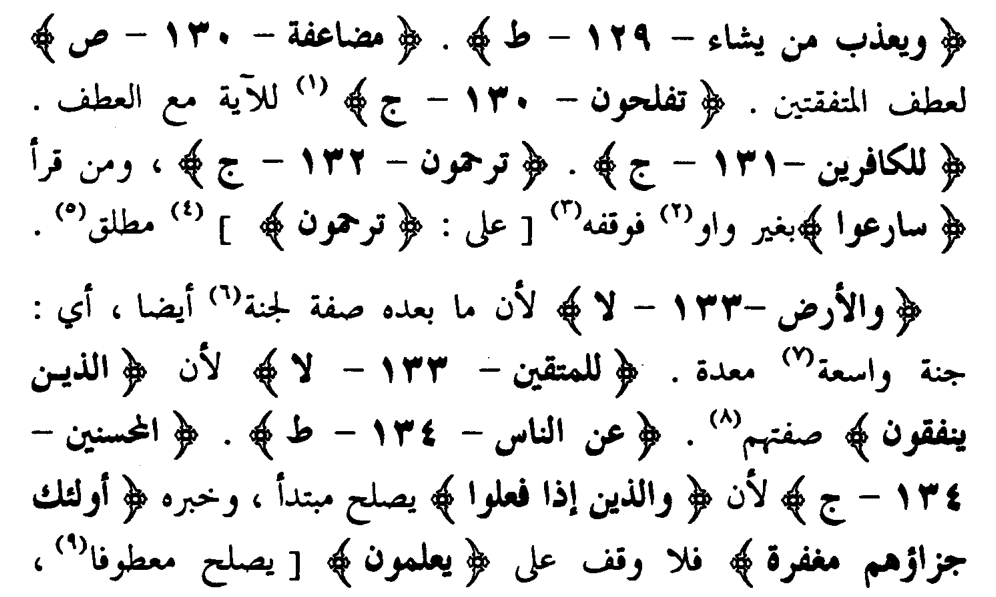 ﴿ ويعذب من يشاء – ١٢٩ – ط ﴾ . ﴿ مضاعفة – ١٣٠ – ص ﴾
لعطف المتفقتين . ﴿ تفلحون – ١٣٠ – ج ﴾ (١) للآية مع العطف .
﴿ للكافرين –١٣١ – ج ﴾ . ﴿ ترحمون – ١٣٢ – ج ﴾ ، ومن قرأ
﴿ سارعوا ﴾بغير واو(٢) فوقفه(٣) [ على : ﴿ ترحمون ﴾ ] (٤) مطلق(٥) .
﴿ والأرض –١٣٣ – لا ﴾ لأن ما بعده صفة لجنة(٦) أيضا ، أي :
جنة واسعة(٧) معدة . ﴿ للمتقين – ١٣٣ – لا ﴾ لأن ﴿ الذين
ينفقون ﴾ صفتهم(٨) . ﴿ عن الناس – ١٣٤ – ط ﴾ . ﴿ المحسنين –
١٣٤ – ج ﴾ لأن ﴿ والذين إذا فعلوا ﴾ يصلح مبتدأ ، وخبره ﴿ أولئك
جزاؤهم مغفرة ﴾ فلا وقف على ﴿ يعلمون ﴾ [ يصلح معطوفا(٩) ،